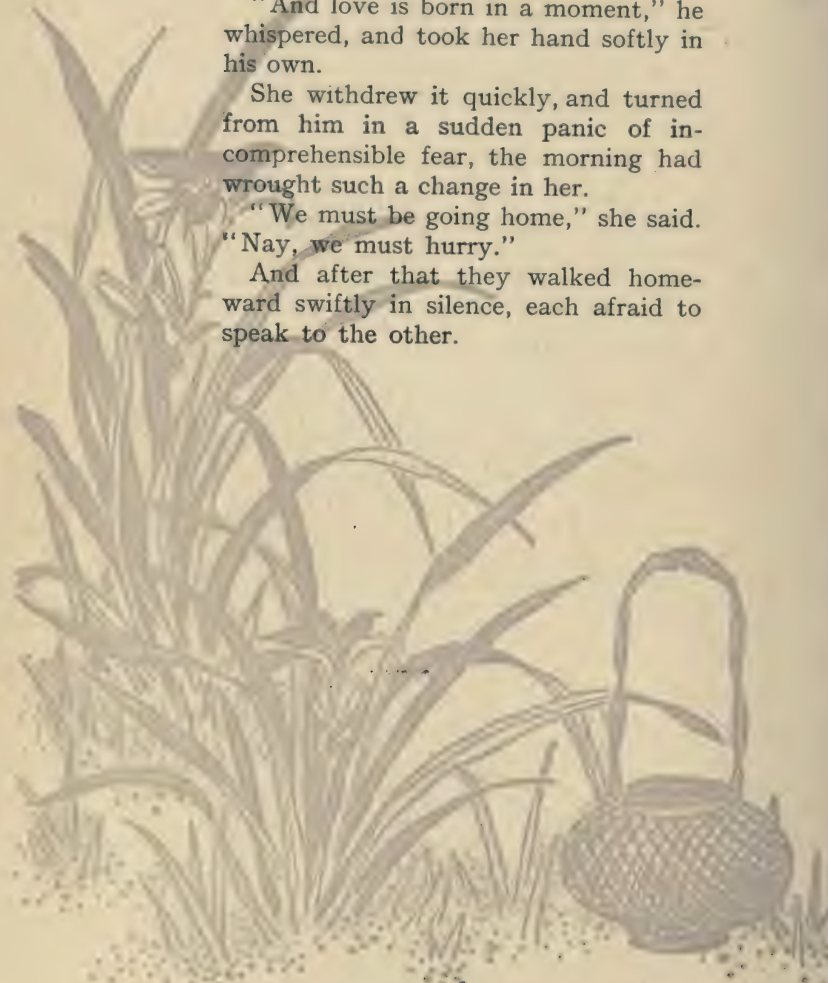 "And love is born in a moment," he
whispered, and took her hand softly in
his own.
She withdrew it quickly, and turned
from him in a sudden panic of in-
comprehensible fear, the morning had
wrought such a change in her.
"We must be going home," she said.
"Nay, we must hurry."
And after that they walked home-
ward swiftly in silence, each afraid to
speak to the other.